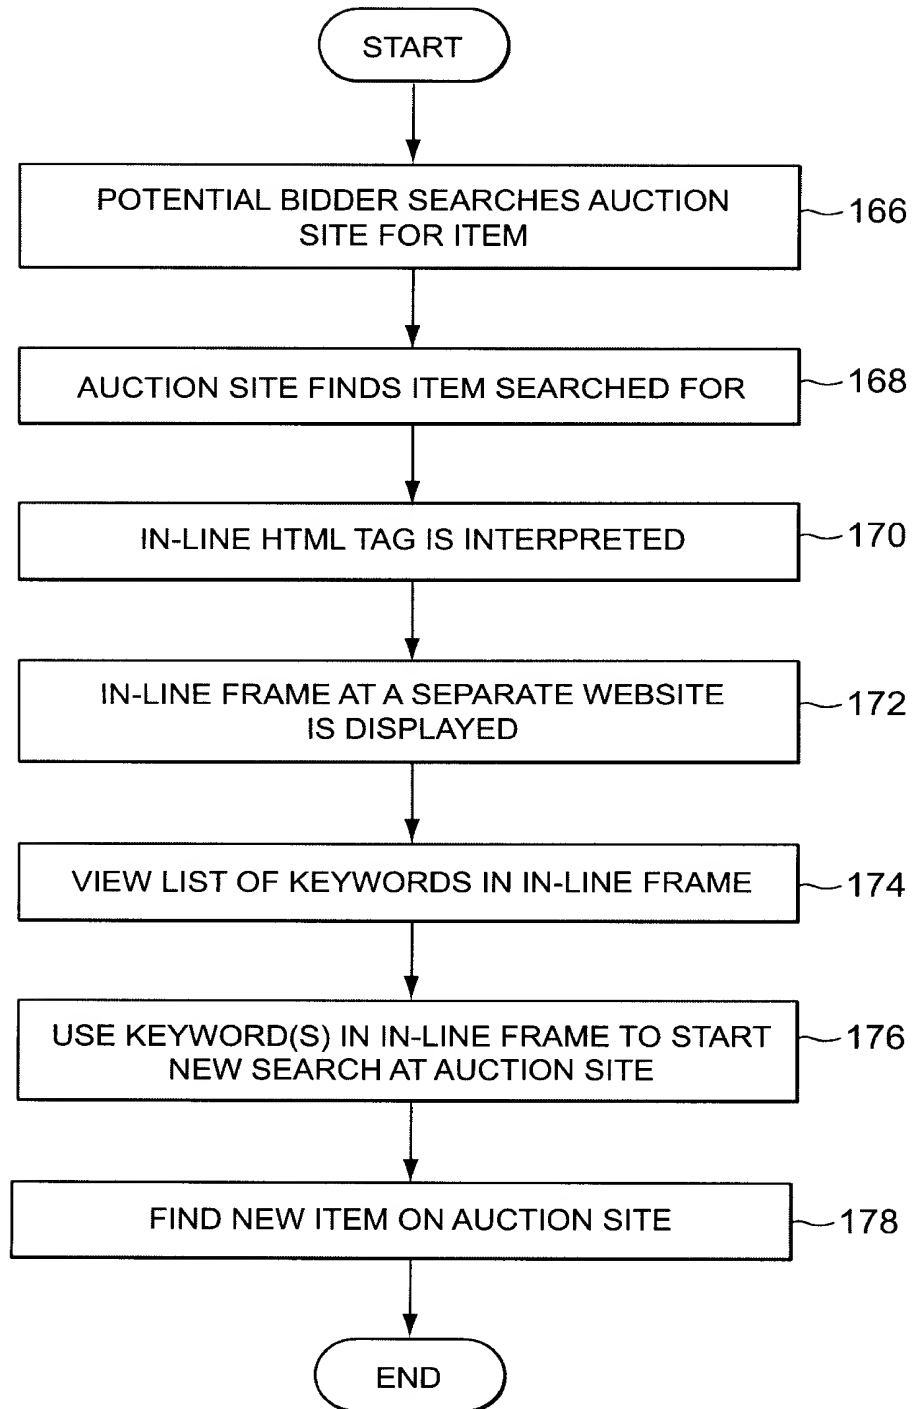 START
POTENTIAL BIDDER SEARCHES AUCTION
SITE FOR ITEM
166
AUCTION SITE FINDS ITEM SEARCHED FOR
168
IN-LINE HTML TAG IS INTERPRETED
170
IN-LINE FRAME AT A SEPARATE WEBSITE
IS DISPLAYED
172
VIEW LIST OF KEYWORDS IN IN-LINE FRAME
174
USE KEYWORD(S) IN IN-LINE FRAME TO START
NEW SEARCH AT AUCTION SITE
176
FIND NEW ITEM ON AUCTION SITE
178
END